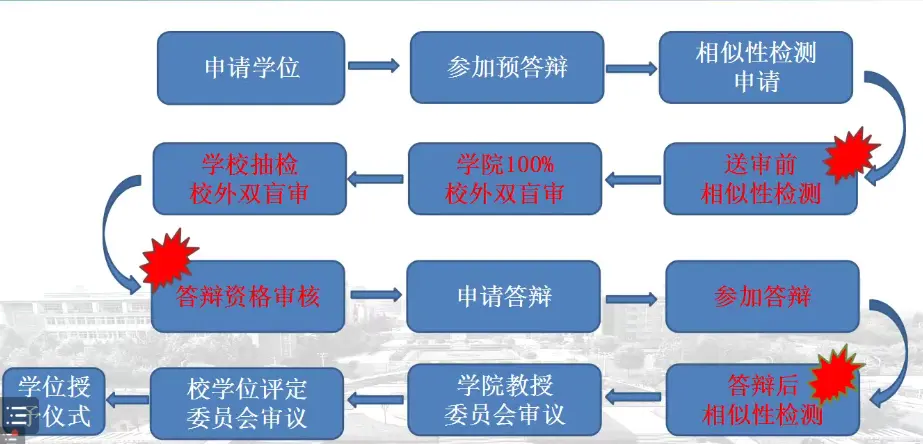 申请学位
参加预答辩
相似性检测
申请
送审前
相似性检测
学院100%
校外双盲审
学校抽检
校外双盲审
答辩资格审核
申请答辩
参加答辩
答辩后
相似性检测
学院教授
委员会审议
校学位评定
委员会审议
学位授
予仪式